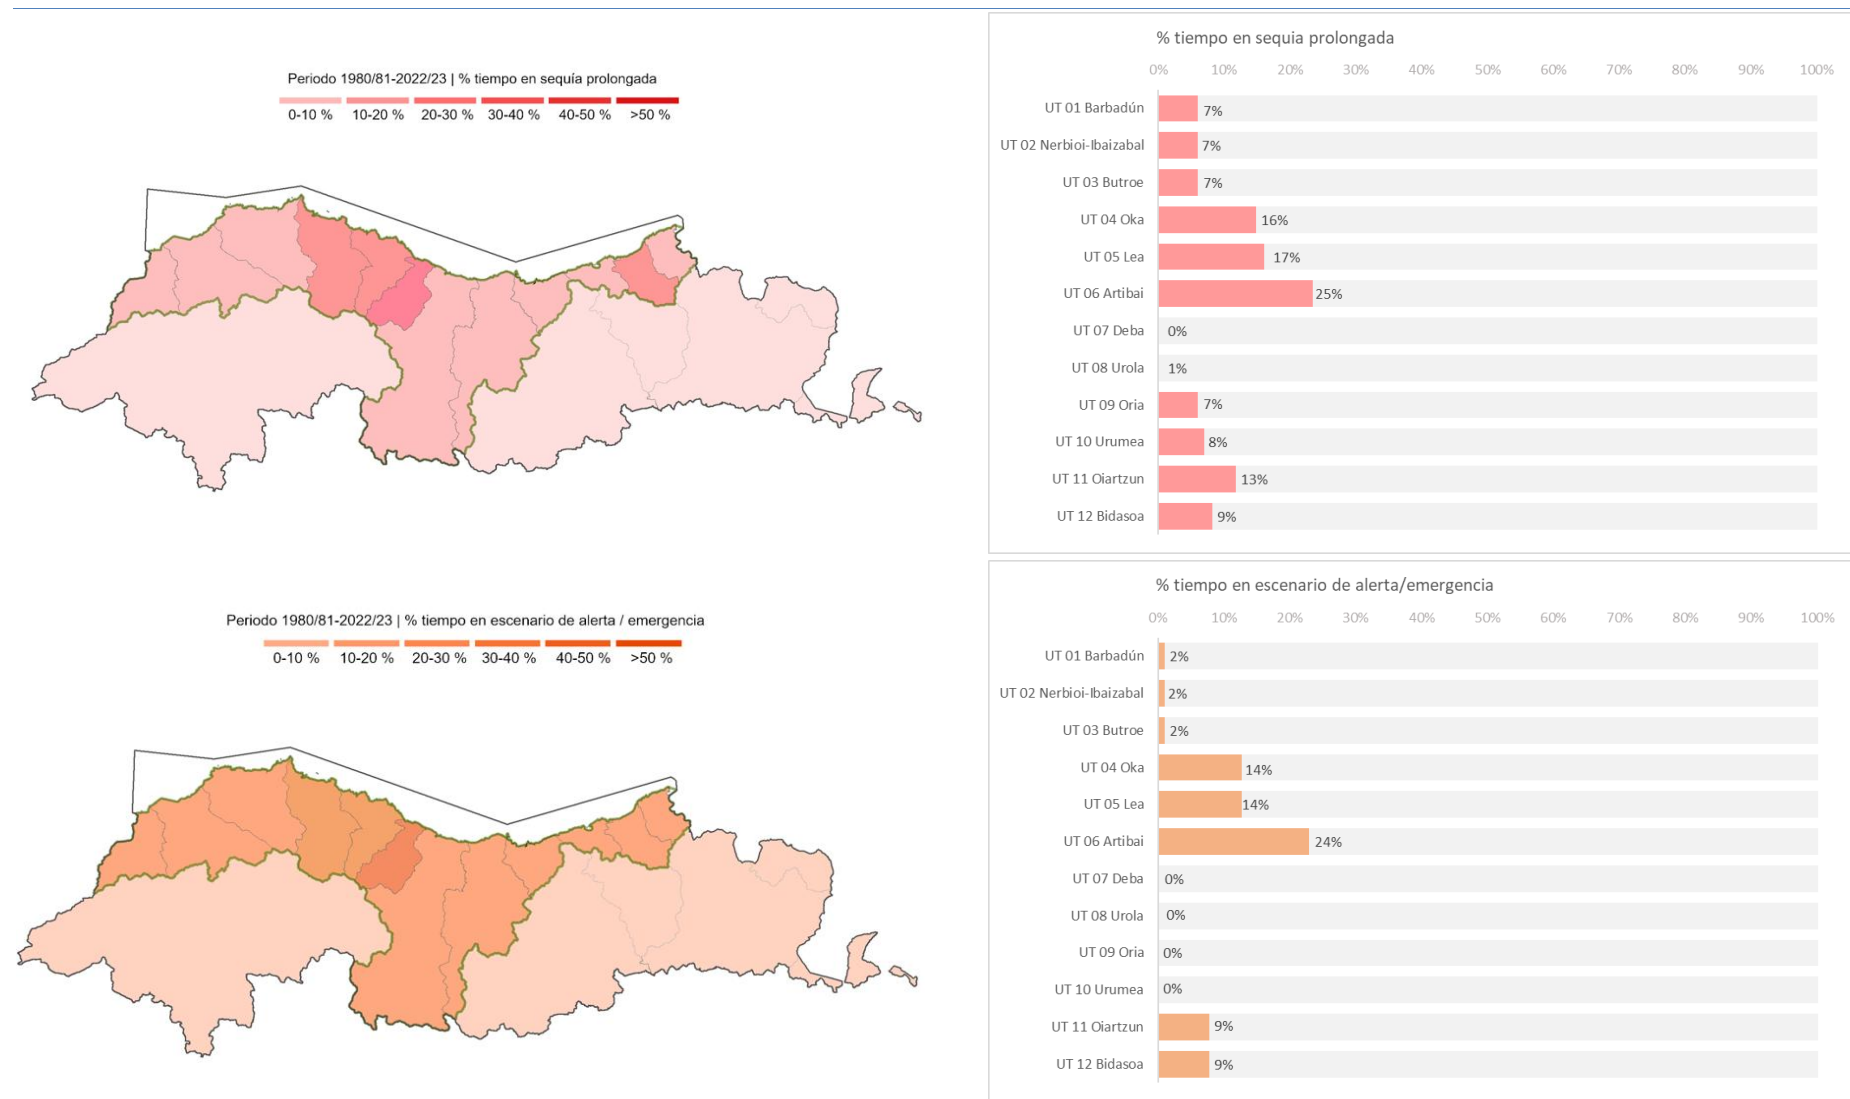 Periodo 1980/81-2022/23 | % tiempo en sequía prolongada
0-10 % 10-20 % 20-30 % 30-40 % 40-50 % >50 %
% tiempo en sequia prolongada
0% 10% 20% 30% 40% 50% 60% 70% 80% 90% 100%
UT 01 Barbadún 7%
UT 02 Nerbioi-Ibaizabal 7%
UT 03 Butroe 7%
UT 04 Oka 16%
UT 05 Lea 17%
UT 06 Artibai 25%
UT 07 Deba 0%
UT 08 Urola 1%
UT 09 Oria 7%
UT 10 Urumea 8%
UT 11 Oiartzun 13%
UT 12 Bidasoa 9%
Periodo 1980/81-2022/23 | % tiempo en escenario de alerta / emergencia
0-10 % 10-20 % 20-30 % 30-40 % 40-50 % >50 %
% tiempo en escenario de alerta/emergencia
0% 10% 20% 30% 40% 50% 60% 70% 80% 90% 100%
UT 01 Barbadún 2%
UT 02 Nerbioi-Ibaizabal 2%
UT 03 Butroe 2%
UT 04 Oka 14%
UT 05 Lea 14%
UT 06 Artibai 24%
UT 07 Deba 0%
UT 08 Urola 0%
UT 09 Oria 0%
UT 10 Urumea 0%
UT 11 Oiartzun 9%
UT 12 Bidasoa 9%